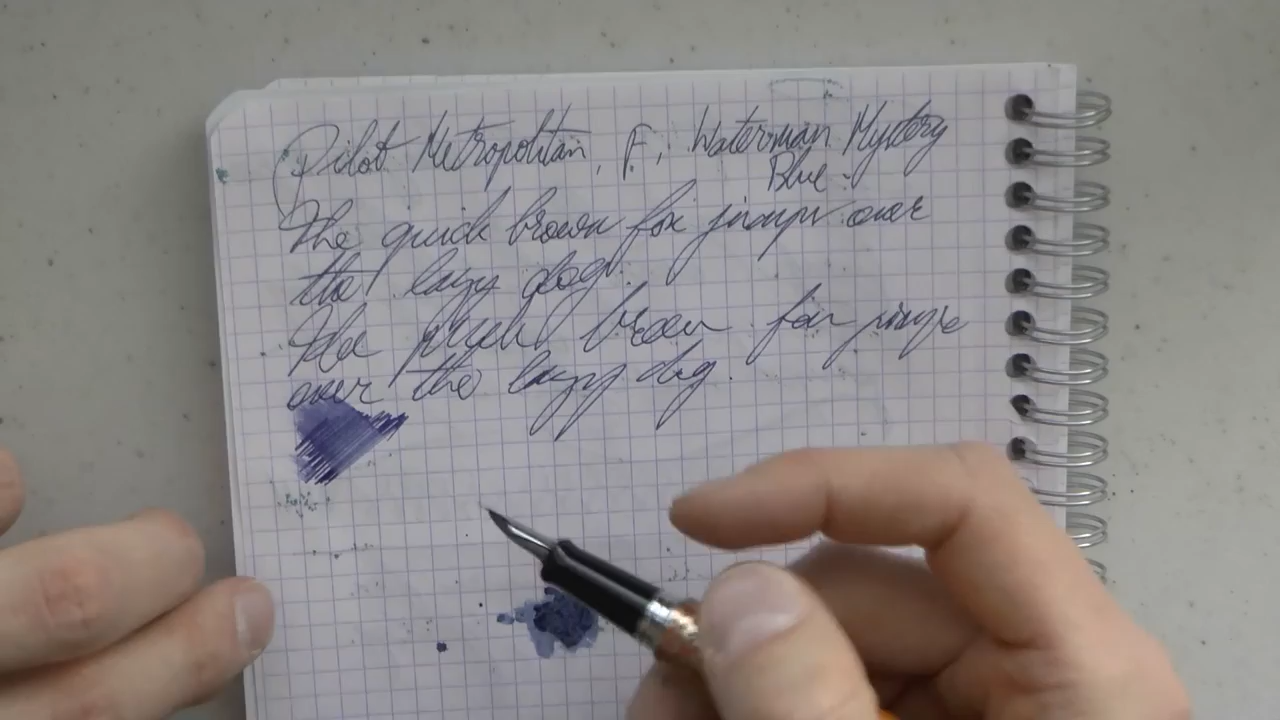 Pilot Metropolitan, F, Waterman Mystery
Blue.
The quick brown fox jumps over
the lazy dog.
The quick brown fox jumps
over the lazy dog.